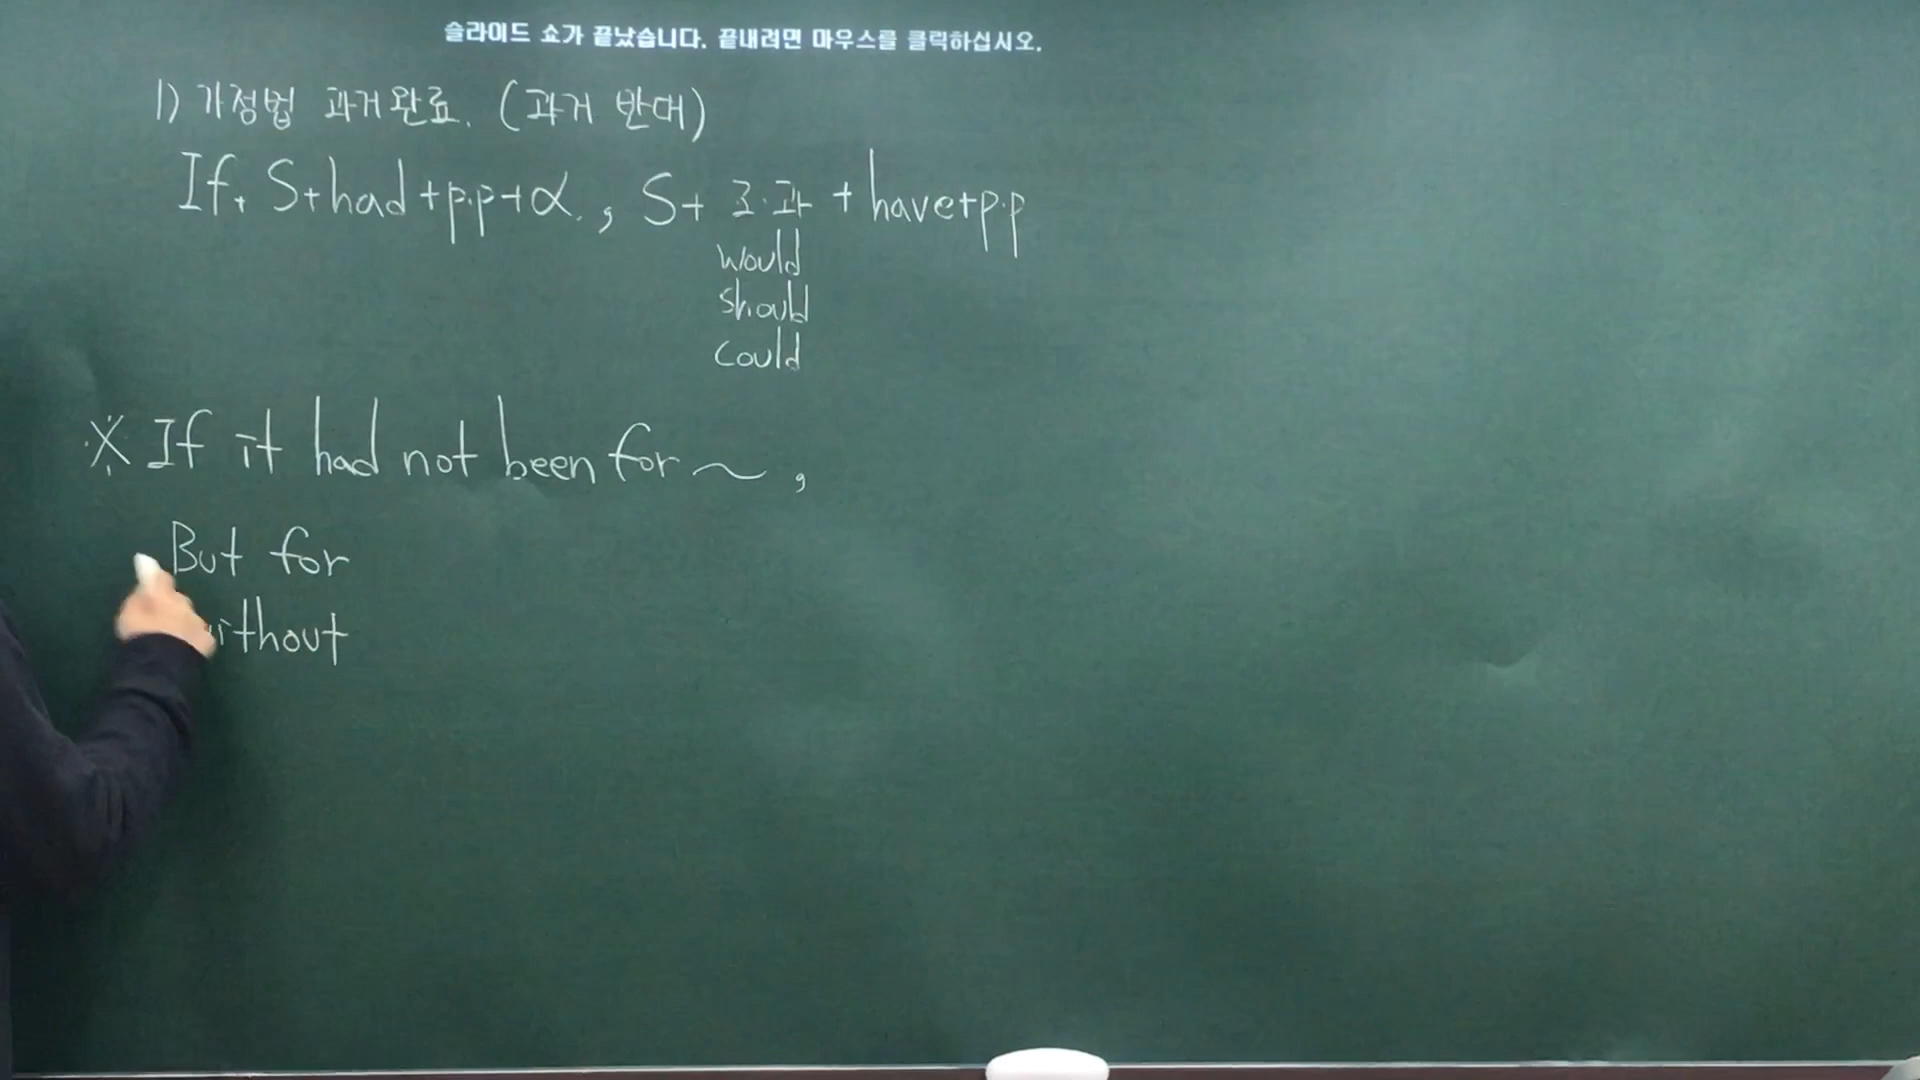 슬라이드 쇼가 끝났습니다. 끝내려면 마우스를 클릭하십시오.
1) 가정법 과거완료. (과거 반대)
If+ S+had+p.p+α., S+ 조·과 + have+p.p
would
should
could
※ If it had not been for ~ ,
But for
without